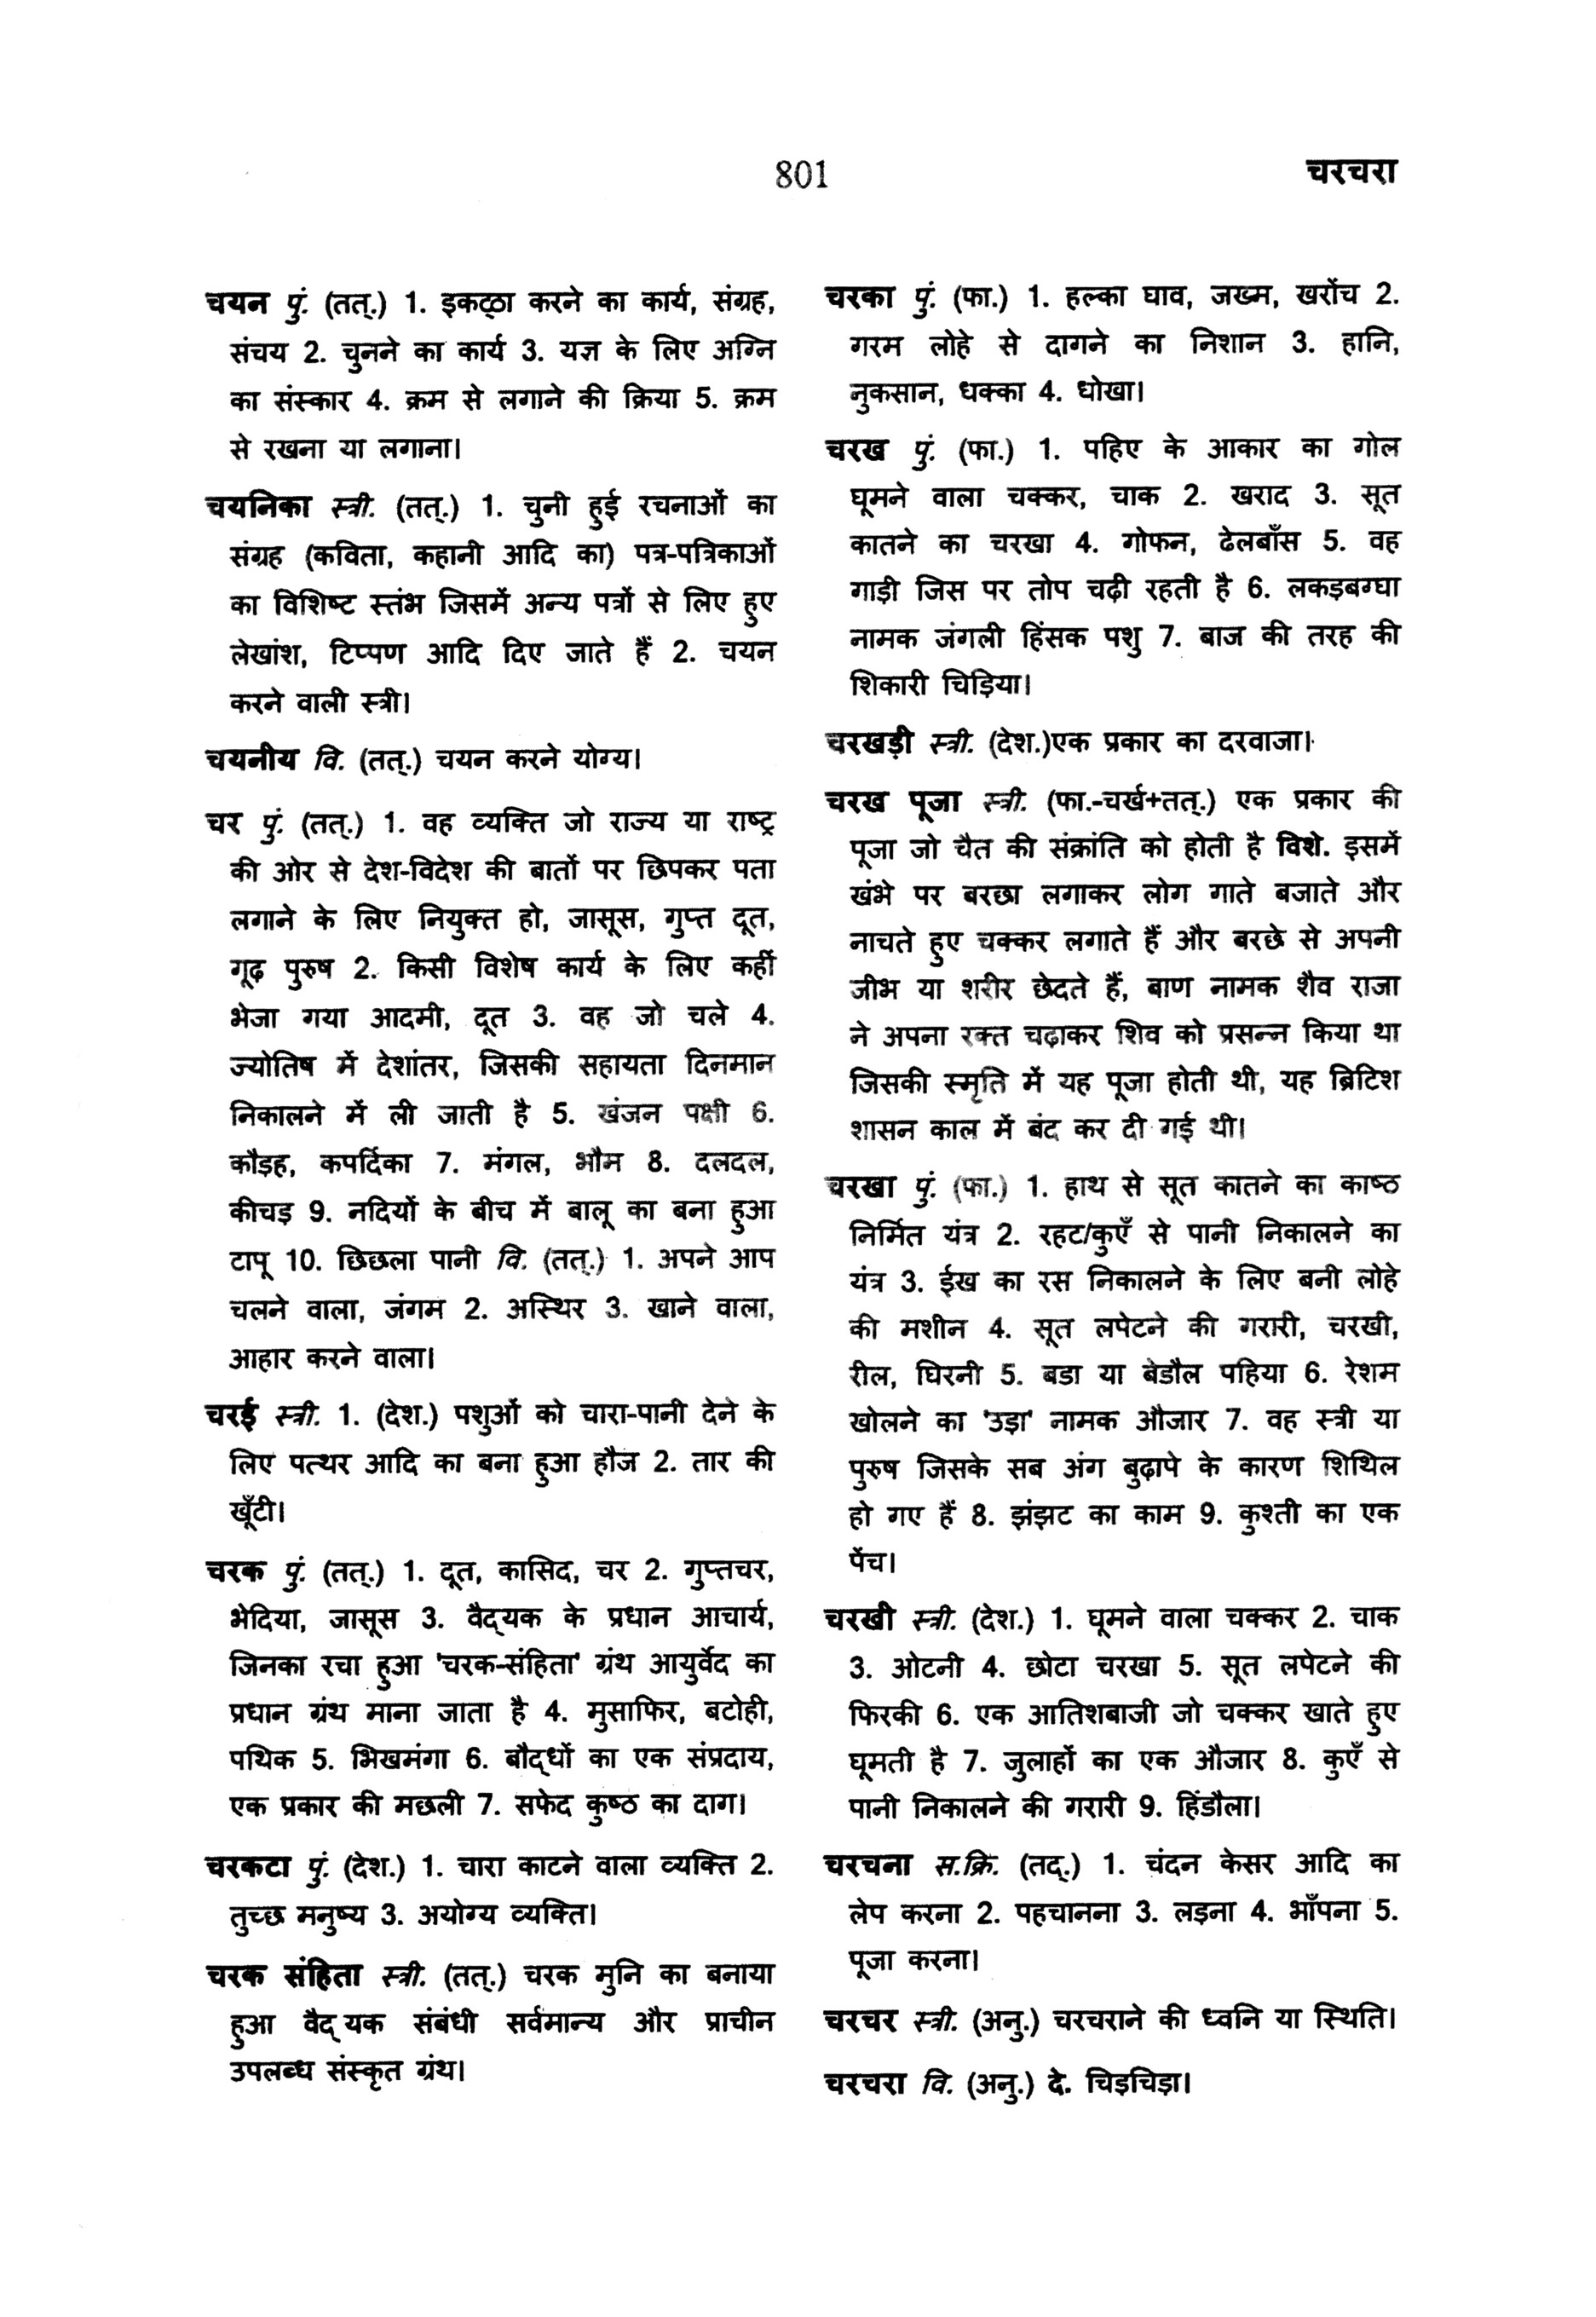 801
चरचरा
चयन पुं. (तत्.) 1. इकट्ठा करने का कार्य, संग्रह,
संचय 2. चुनने का कार्य 3. यज्ञ के लिए अग्नि
का संस्कार 4. क्रम से लगाने की क्रिया 5. क्रम
से रखना या लगाना।
चयनिका स्त्री. (तत्.) 1. चुनी हुई रचनाओं का
संग्रह (कविता, कहानी आदि का) पत्र-पत्रिकाओं
का विशिष्ट स्तंभ जिसमें अन्य पत्रों से लिए हुए
लेखांश, टिप्पण आदि दिए जाते हैं 2. चयन
करने वाली स्त्री।
चयनीय वि. (तत्.) चयन करने योग्य।
चर पुं. (तत्.) 1. वह व्यक्ति जो राज्य या राष्ट्र
की ओर से देश-विदेश की बातों पर छिपकर पता
लगाने के लिए नियुक्त हो, जासूस, गुप्त दूत,
गूढ़ पुरुष 2. किसी विशेष कार्य के लिए कहीं
भेजा गया आदमी, दूत 3. वह जो चले 4.
ज्योतिष में देशांतर, जिसकी सहायता दिनमान
निकालने में ली जाती है 5. खंजन पक्षी 6.
कौड़ह, कपर्दिका 7. मंगल, भौम 8. दलदल,
कीचड़ 9. नदियों के बीच में बालू का बना हुआ
टापू 10. छिछला पानी वि. (तत्.) 1. अपने आप
चलने वाला, जंगम 2. अस्थिर 3. खाने वाला,
आहार करने वाला।
चरई स्त्री. 1. (देश.) पशुओं को चारा-पानी देने के
लिए पत्थर आदि का बना हुआ हौज 2. तार की
खूँटी।
चरक पुं. (तत्.) 1. दूत, कासिद, चर 2. गुप्तचर,
भेदिया, जासूस 3. वैद्‌यक के प्रधान आचार्य,
जिनका रचा हुआ 'चरक-संहिता' ग्रंथ आयुर्वेद का
प्रधान ग्रंथ माना जाता है 4. मुसाफिर, बटोही,
पथिक 5. भिखमंगा 6. बौद्‌धों का एक संप्रदाय,
एक प्रकार की मछली 7. सफेद कुष्ठ का दाग।
चरकटा पुं. (देश.) 1. चारा काटने वाला व्यक्ति 2.
तुच्छ मनुष्य 3. अयोग्य व्यक्ति।
चरक संहिता स्त्री. (तत्.) चरक मुनि का बनाया
हुआ वैद्‌यक संबंधी सर्वमान्य और प्राचीन
उपलब्ध संस्कृत ग्रंथ।
चरका पुं. (फा.) 1. हल्का घाव, जख्म, खरोंच 2.
गरम लोहे से दागने का निशान 3. हानि,
नुकसान, धक्का 4. धोखा।
चरख पुं. (फा.) 1. पहिए के आकार का गोल
घूमने वाला चक्कर, चाक 2. खराद 3. सूत
कातने का चरखा 4. गोफन, ढेलबाँस 5. वह
गाड़ी जिस पर तोप चढ़ी रहती है 6. लकड़बग्घा
नामक जंगली हिंसक पशु 7. बाज की तरह की
शिकारी चिड़िया।
चरखड़ी स्त्री. (देश.)एक प्रकार का दरवाजा।
चरख पूजा स्त्री. (फा.-चर्ख+तत्.) एक प्रकार की
पूजा जो चैत की संक्रांति को होती है विशे. इसमें
खंभे पर बरछा लगाकर लोग गाते बजाते और
नाचते हुए चक्कर लगाते हैं और बरछे से अपनी
जीभ या शरीर छेदते हैं, बाण नामक शैव राजा
ने अपना रक्त चढ़ाकर शिव को प्रसन्न किया था
जिसकी स्मृति में यह पूजा होती थी, यह ब्रिटिश
शासन काल में बंद कर दी गई थी।
चरखा पुं. (फा.) 1. हाथ से सूत कातने का काष्ठ
निर्मित यंत्र 2. रहट/कुएँ से पानी निकालने का
यंत्र 3. ईख का रस निकालने के लिए बनी लोहे
की मशीन 4. सूत लपेटने की गरारी, चरखी,
रील, घिरनी 5. बडा या बेडौल पहिया 6. रेशम
खोलने का 'उड़ा' नामक औजार 7. वह स्त्री या
पुरुष जिसके सब अंग बुढ़ापे के कारण शिथिल
हो गए हैं 8. झंझट का काम 9. कुश्ती का एक
पेंच।
चरखी स्त्री. (देश.) 1. घूमने वाला चक्कर 2. चाक
3. ओटनी 4. छोटा चरखा 5. सूत लपेटने की
फिरकी 6. एक आतिशबाजी जो चक्कर खाते हुए
घूमती है 7. जुलाहों का एक औजार 8. कुएँ से
पानी निकालने की गरारी 9. हिंडौला।
चरचना स.क्रि. (तद्.) 1. चंदन केसर आदि का
लेप करना 2. पहचानना 3. लड़ना 4. भाँपना 5.
पूजा करना।
चरचर स्त्री. (अनु.) चरचराने की ध्वनि या स्थिति।
चरचरा वि. (अनु.) दे. चिड़चिड़ा।